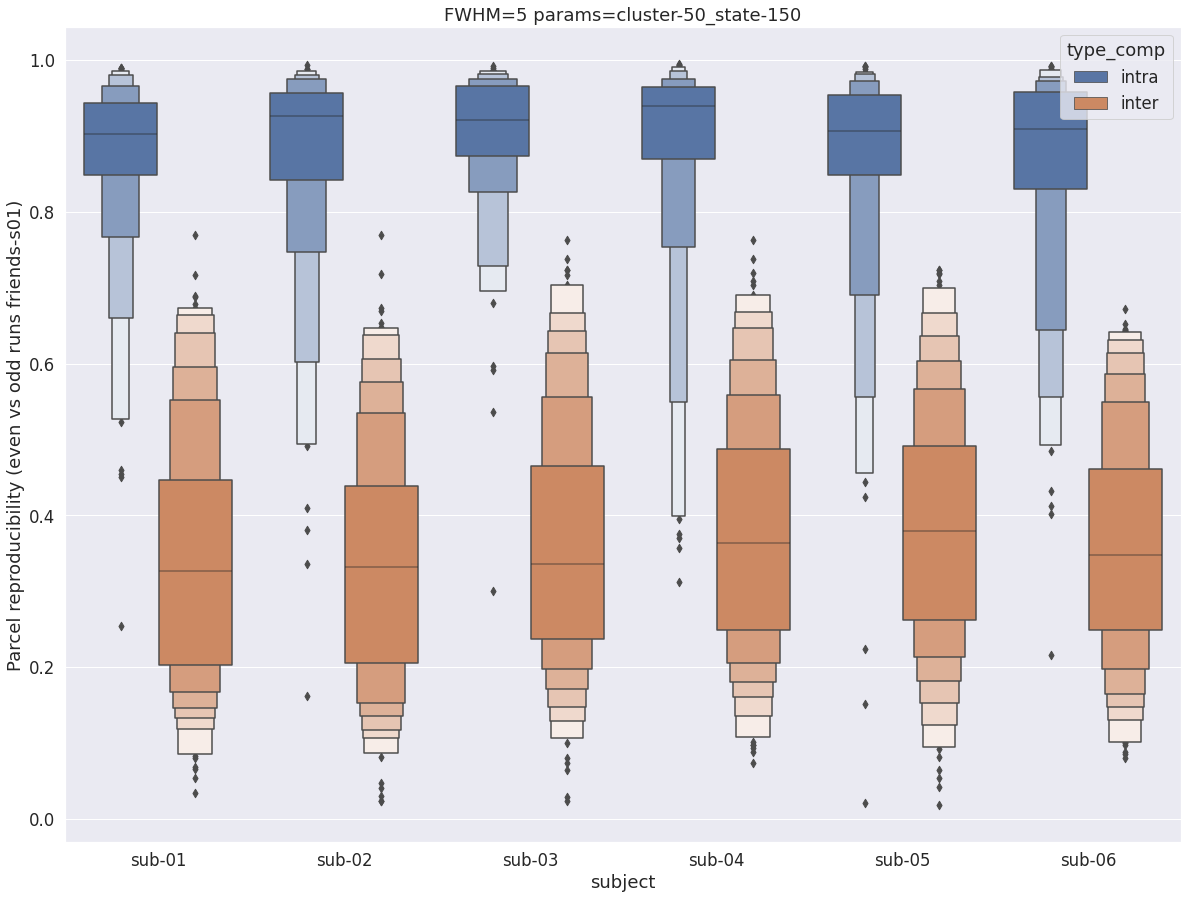 FWHM=5 params=cluster-50_state-150
type_comp
intra
inter
Parcel reproducibility (even vs odd runs friends-s01)
1.0
0.8
0.6
0.4
0.2
0.0
sub-01 sub-02 sub-03 sub-04 sub-05 sub-06
subject